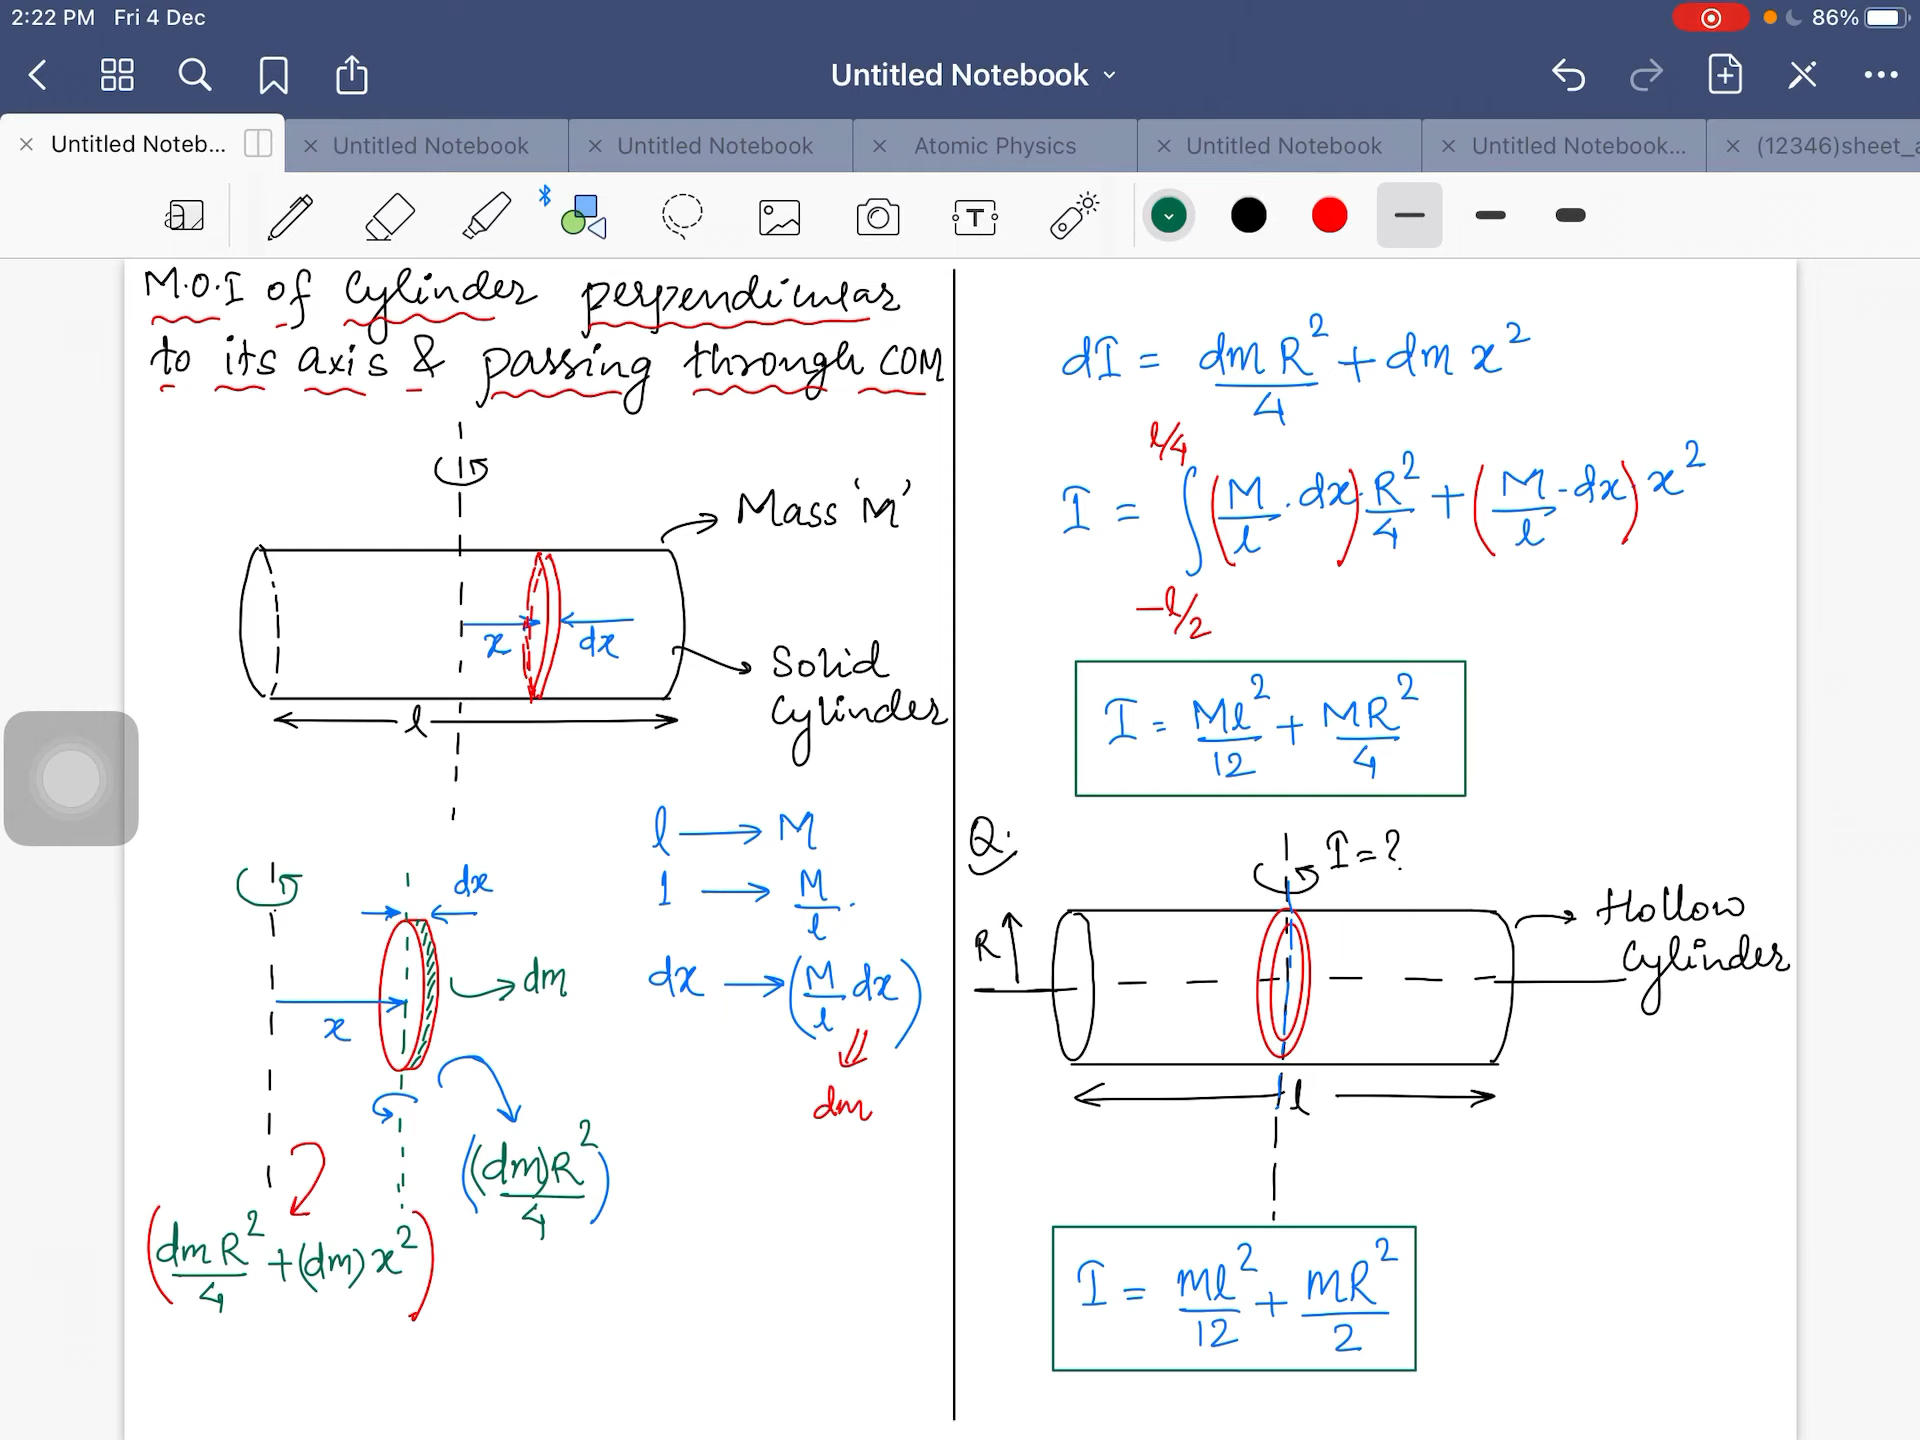 2:22 PM Fri 4 Dec
86%
Untitled Notebook
Untitled Noteb...
Untitled Notebook
Untitled Notebook
Atomic Physics
Untitled Notebook
Untitled Notebook...
(12346)sheet_a
M.O.I of Cylinder perpendicular
to its axis & passing through COM
Mass 'M'
x
dx
Solid
Cylinder
l
l → M
1 → M/l.
dx → (M/l dx)
⇓
dm
dx
dm
x
((dm)R²/4)
(dmR²/4 + (dm)x²)
dI = dmR²/4 + dm x²
I = ∫_{-l/2}^{l/4} (M/l . dx) . R²/4 + (M/l - dx) x²
I = Ml²/12 + MR²/4
Q.
I = ?
R
Hollow
Cylinder
l
I = ml²/12 + mR²/2